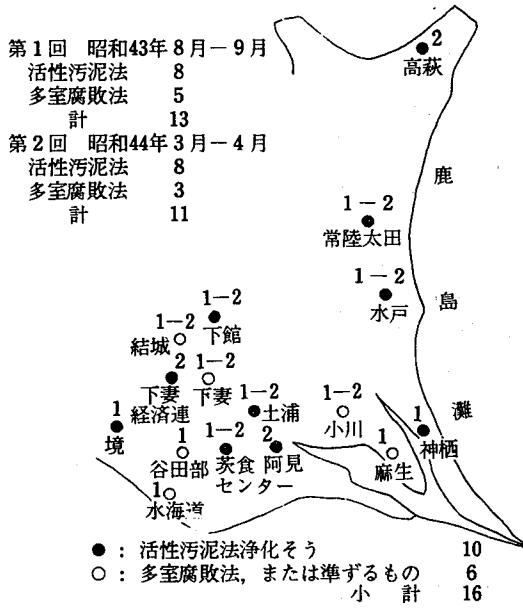 第1回 昭和43年8月－9月
活性汚泥法 8
多室腐敗法 5
計 13
第2回 昭和44年3月－4月
活性汚泥法 8
多室腐敗法 3
計 11
2
高萩
鹿
島
灘
1－2
常陸太田
1－2
水戸
1－2
下館
1－2
結城
2
下妻
経済連
下妻
1－2
土浦
1－2
小川
1
神栖
1
境
1
谷田部
1－2
茨食
センター
2
阿見
1
麻生
1
水海道
●：活性汚泥法浄化そう 10
○：多室腐敗法，または準ずるもの 6
小計 16